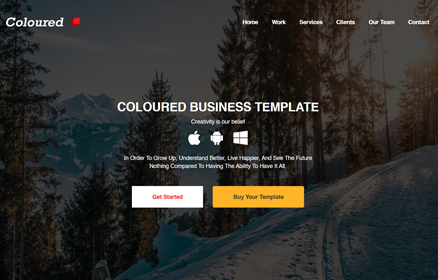 Coloured
Home Work Services Clients Our Team Contact
COLOURED BUSINESS TEMPLATE
Creativity is our belief
In Order To Grow Up, Understand Better, Live Happier, And See The Future
Nothing Compared To Having The Ability To Have It All.
Get Started Buy Your Template